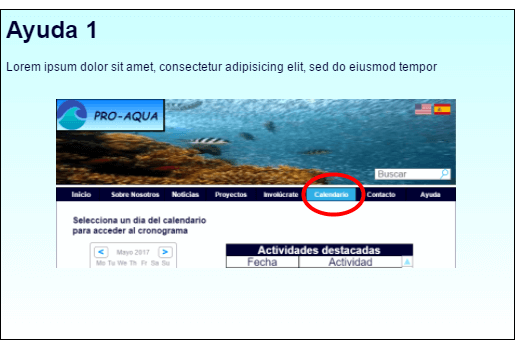 Ayuda 1
Lorem ipsum dolor sit amet, consectetur adipisicing elit, sed do eiusmod tempor
PRO-AQUA
Buscar
Inicio Sobre Nosotros Noticias Proyectos Involúcrate Calendario Contacto Ayuda
Selecciona un dia del calendario
para acceder al cronograma
< Mayo 2017 >
Mo Tu We Th Fr Sa Su
Actividades destacadas
Fecha Actividad